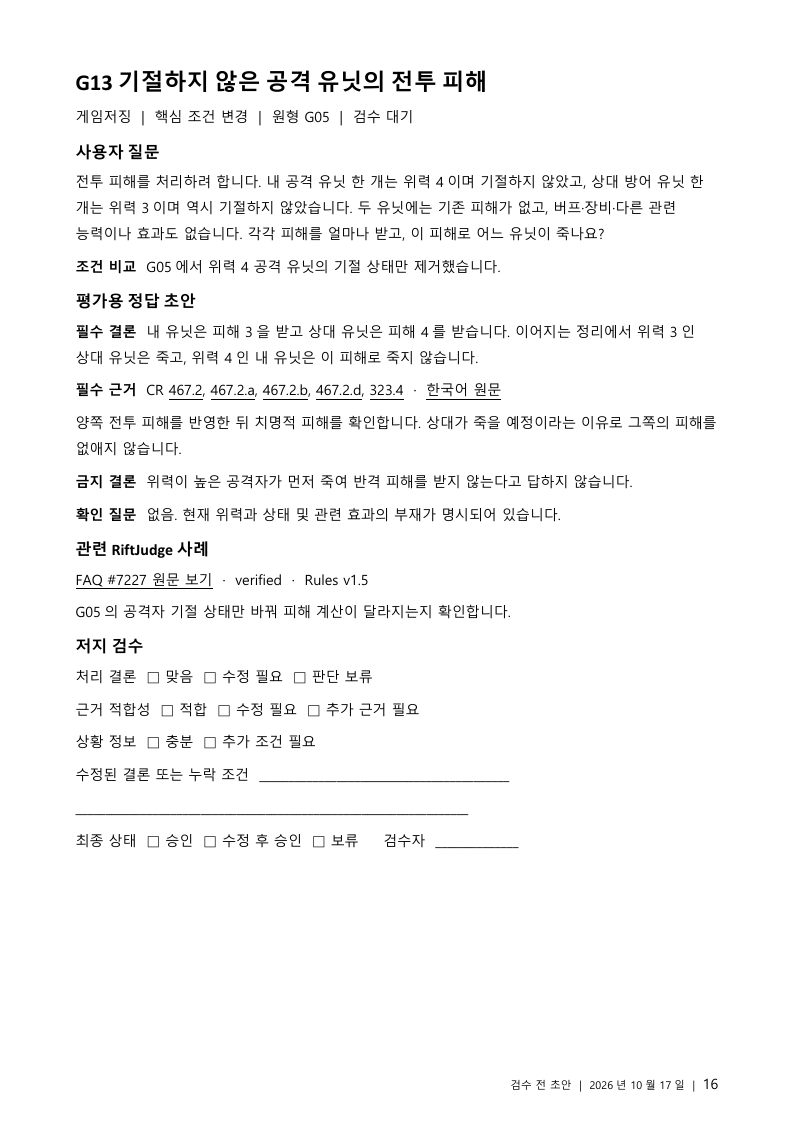 G13 기절하지 않은 공격 유닛의 전투 피해
게임저징 | 핵심 조건 변경 | 원형 G05 | 검수 대기
사용자 질문
전투 피해를 처리하려 합니다. 내 공격 유닛 한 개는 위력 4이며 기절하지 않았고, 상대 방어 유닛 한
개는 위력 3이며 역시 기절하지 않았습니다. 두 유닛에는 기존 피해가 없고, 버프·장비·다른 관련
능력이나 효과도 없습니다. 각각 피해를 얼마나 받고, 이 피해로 어느 유닛이 죽나요?
조건 비교 G05에서 위력 4 공격 유닛의 기절 상태만 제거했습니다.
평가용 정답 초안
필수 결론 내 유닛은 피해 3을 받고 상대 유닛은 피해 4를 받습니다. 이어지는 정리에서 위력 3인
상대 유닛은 죽고, 위력 4인 내 유닛은 이 피해로 죽지 않습니다.
필수 근거 CR 467.2, 467.2.a, 467.2.b, 467.2.d, 323.4 · 한국어 원문
양쪽 전투 피해를 반영한 뒤 치명적 피해를 확인합니다. 상대가 죽을 예정이라는 이유로 그쪽의 피해를
없애지 않습니다.
금지 결론 위력이 높은 공격자가 먼저 죽여 반격 피해를 받지 않는다고 답하지 않습니다.
확인 질문 없음. 현재 위력과 상태 및 관련 효과의 부재가 명시되어 있습니다.
관련 RiftJudge 사례
FAQ #7227 원문 보기 · verified · Rules v1.5
G05의 공격자 기절 상태만 바꿔 피해 계산이 달라지는지 확인합니다.
저지 검수
처리 결론 □ 맞음 □ 수정 필요 □ 판단 보류
근거 적합성 □ 적합 □ 수정 필요 □ 추가 근거 필요
상황 정보 □ 충분 □ 추가 조건 필요
수정된 결론 또는 누락 조건 ________________________________________
_______________________________________________________________
최종 상태 □ 승인 □ 수정 후 승인 □ 보류 검수자 _____________
검수 전 초안 | 2026년 10월 17일 | 16